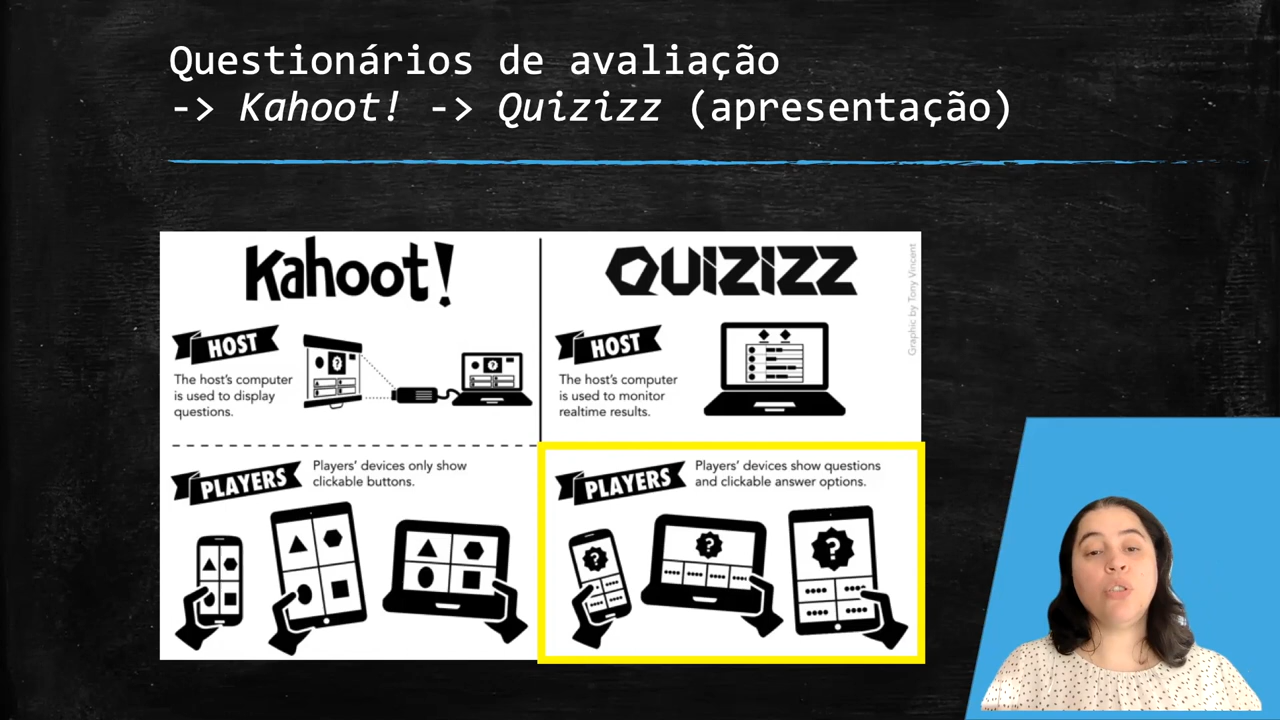 Questionários de avaliação
-> Kahoot! -> Quizizz (apresentação)
Kahoot!
HOST
The host's computer
is used to display
questions.
PLAYERS
Players' devices only show
clickable buttons.
QUIZIZZ
HOST
The host's computer
is used to monitor
realtime results.
PLAYERS
Players' devices show questions
and clickable answer options.
Graphic by Tony Vincent